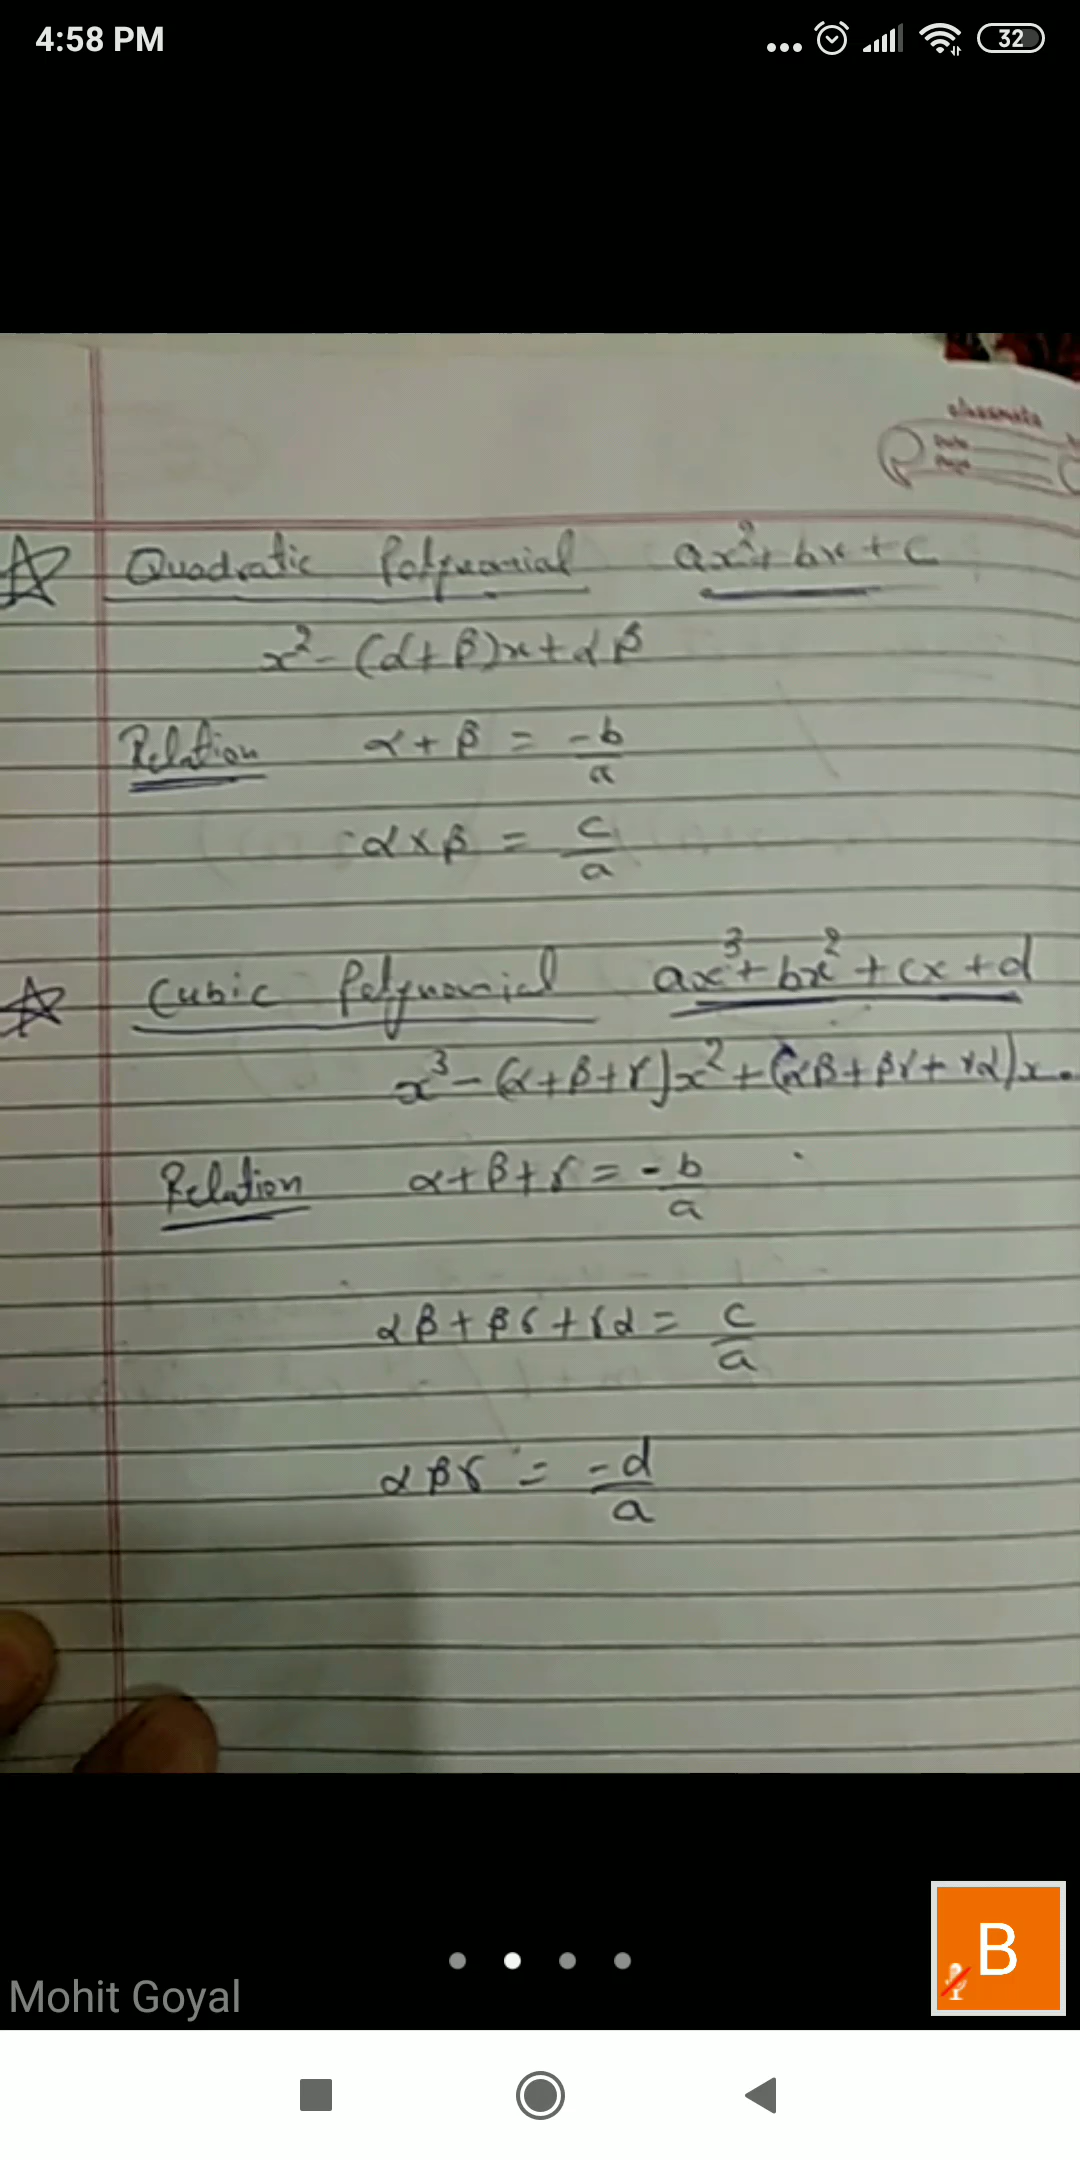 4:58 PM
32
classmate
Date
Page
Quadratic Polynomial ax²+bx+c
x²-(α+β)x+αβ
Relation α+β = -b/a
α×β = c/a
Cubic Polynomial ax³+bx²+cx+d
x³-(α+β+γ)x²+(αβ+βγ+γα)x
Relation α+β+γ = -b/a
αβ+βγ+γα = c/a
αβγ = -d/a
B
Mohit Goyal